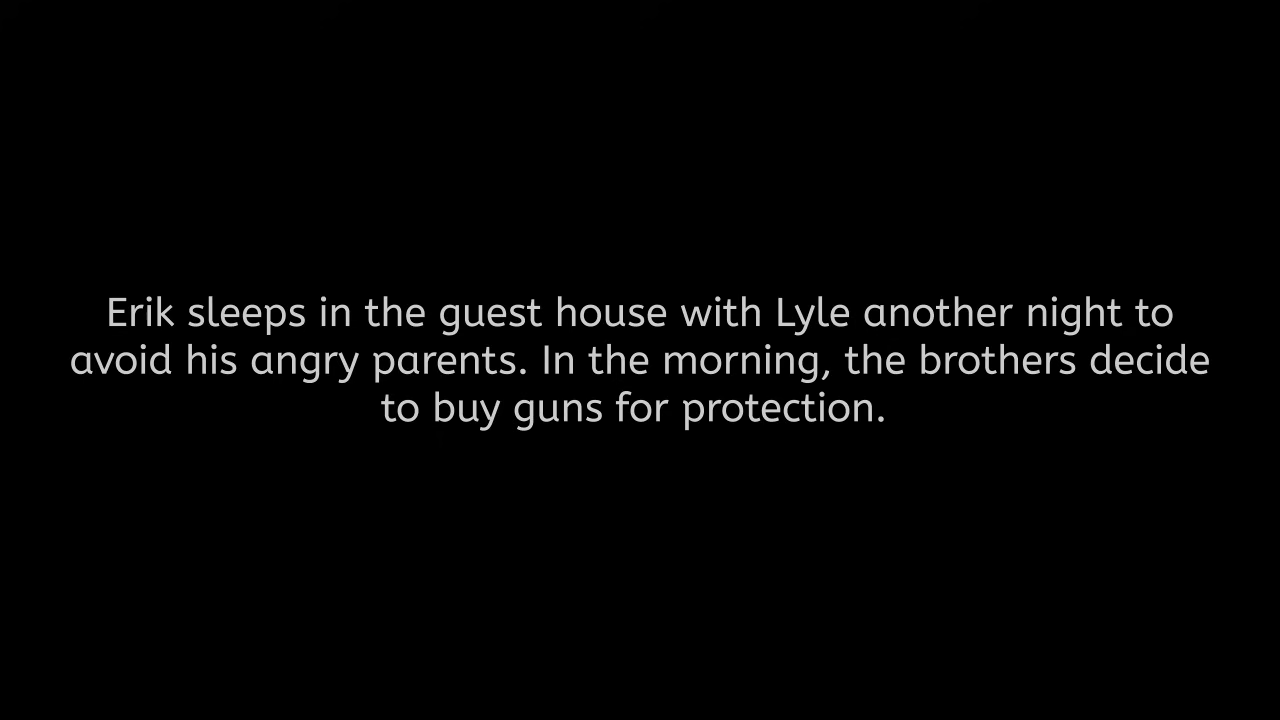 Erik sleeps in the guest house with Lyle another night to
avoid his angry parents. In the morning, the brothers decide
to buy guns for protection.